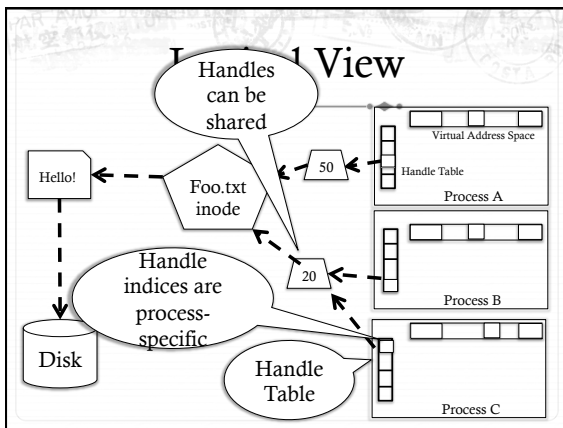 View
Handles
can be
shared
Virtual Address Space
50
Handle Table
Hello!
Foo.txt
inode
Process A
20
Handle
indices are
process-
specific
Process B
Disk
Handle
Table
Process C